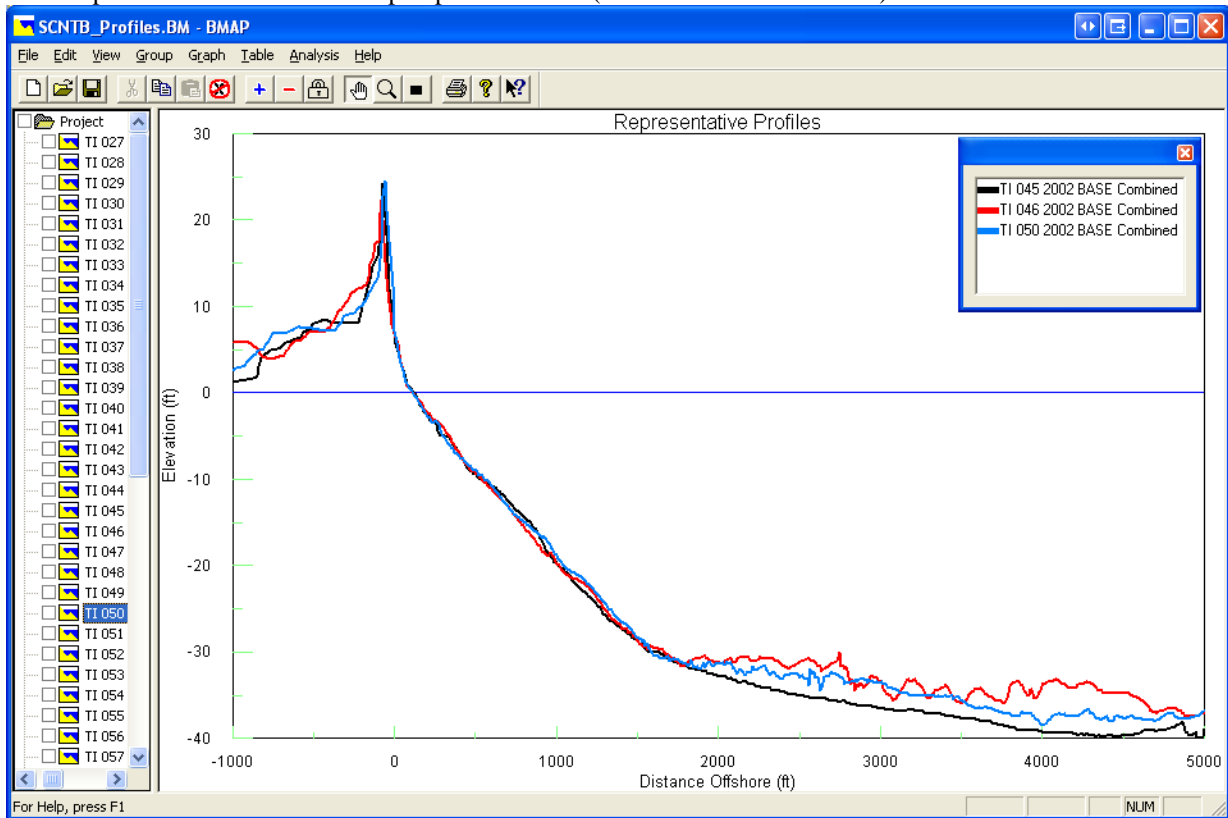 SCNTB_Profiles.BM - BMAP
File Edit View Group Graph Table Analysis Help
Project
TI 027
TI 028
TI 029
TI 030
TI 031
TI 032
TI 033
TI 034
TI 035
TI 036
TI 037
TI 038
TI 039
TI 040
TI 041
TI 042
TI 043
TI 044
TI 045
TI 046
TI 047
TI 048
TI 049
TI 050
TI 051
TI 052
TI 053
TI 054
TI 055
TI 056
TI 057
Representative Profiles
TI 045 2002 BASE Combined
TI 046 2002 BASE Combined
TI 050 2002 BASE Combined
Elevation (ft)
30
20
10
0
-10
-20
-30
-40
-1000 0 1000 2000 3000 4000 5000
Distance Offshore (ft)
For Help, press F1
NUM